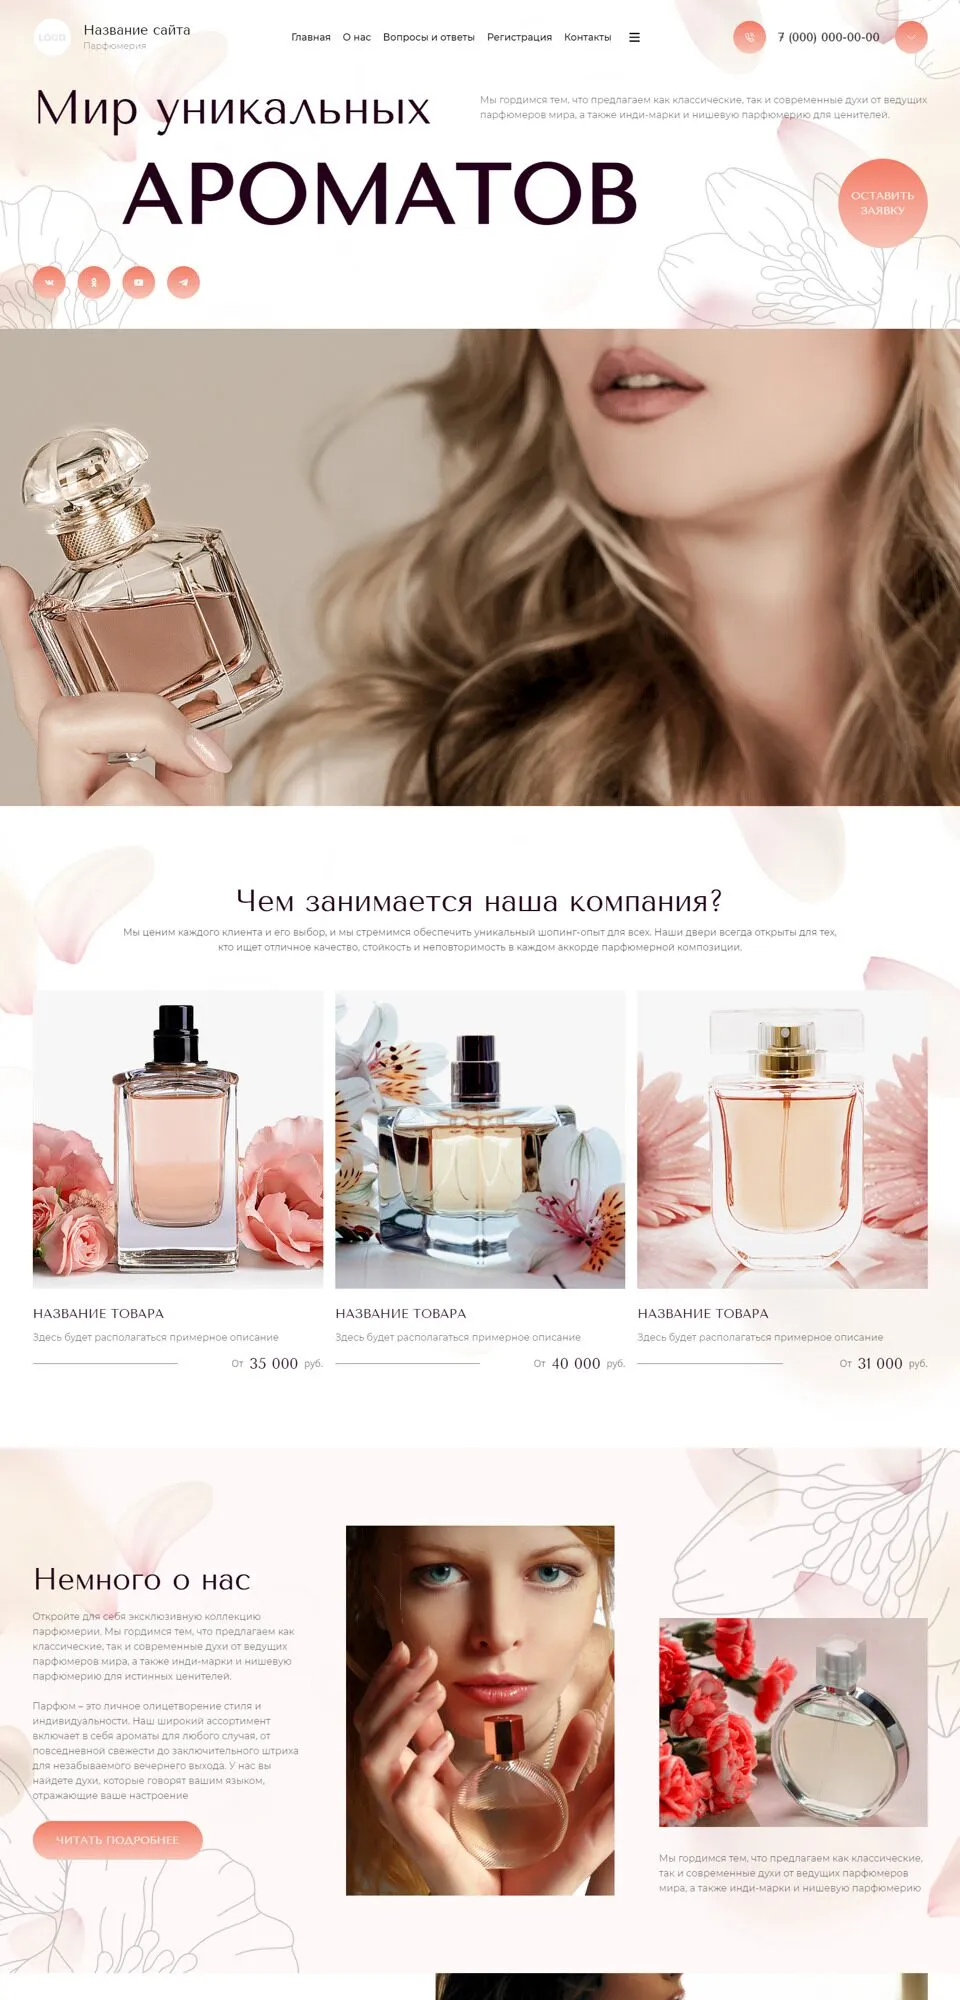 LOGO
Название сайта
Парфюмерия
Главная О нас Вопросы и ответы Регистрация Контакты
7 (000) 000-00-00
Мир уникальных
АРОМАТОВ
Мы гордимся тем, что предлагаем как классические, так и современные духи от ведущих
парфюмеров мира, а также инди-марки и нишевую парфюмерию для ценителей.
ОСТАВИТЬ
ЗАЯВКУ
Чем занимается наша компания?
Мы ценим каждого клиента и его выбор, и мы стремимся обеспечить уникальный шопинг-опыт для всех. Наши двери всегда открыты для тех,
кто ищет отличное качество, стойкость и неповторимость в каждом аккорде парфюмерной композиции.
НАЗВАНИЕ ТОВАРА
Здесь будет располагаться примерное описание
От 35 000 руб.
НАЗВАНИЕ ТОВАРА
Здесь будет располагаться примерное описание
От 40 000 руб.
НАЗВАНИЕ ТОВАРА
Здесь будет располагаться примерное описание
От 31 000 руб.
Немного о нас
Откройте для себя эксклюзивную коллекцию
парфюмерии. Мы гордимся тем, что предлагаем как
классические, так и современные духи от ведущих
парфюмеров мира, а также инди-марки и нишевую
парфюмерию для истинных ценителей.
Парфюм – это личное олицетворение стиля и
индивидуальности. Наш широкий ассортимент
включает в себя ароматы для любого случая, от
повседневной свежести до заключительного штриха
для незабываемого вечернего выхода. У нас вы
найдете духи, которые говорят вашим языком,
отражающие ваше настроение
ЧИТАТЬ ПОДРОБНЕЕ
Мы гордимся тем, что предлагаем как классические,
так и современные духи от ведущих парфюмеров
мира, а также инди-марки и нишевую парфюмерию